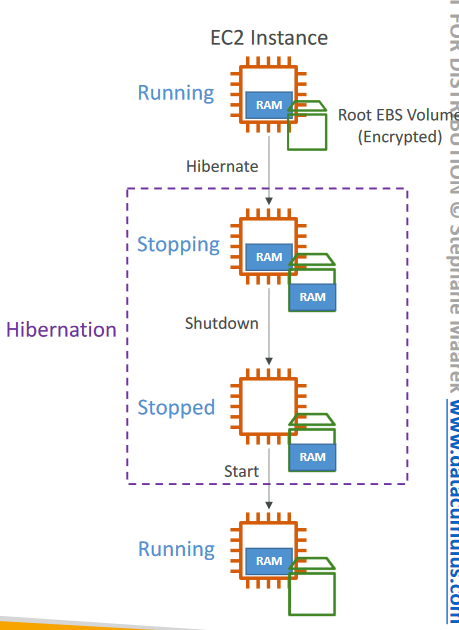 EC2 Instance
Running
RAM
Root EBS Volume
(Encrypted)
Hibernate
Stopping
RAM
RAM
Hibernation
Shutdown
Stopped
RAM
Start
Running
RAM
FOR DISTRIBUTION © Stephane Maarek
www.datacumulus.com